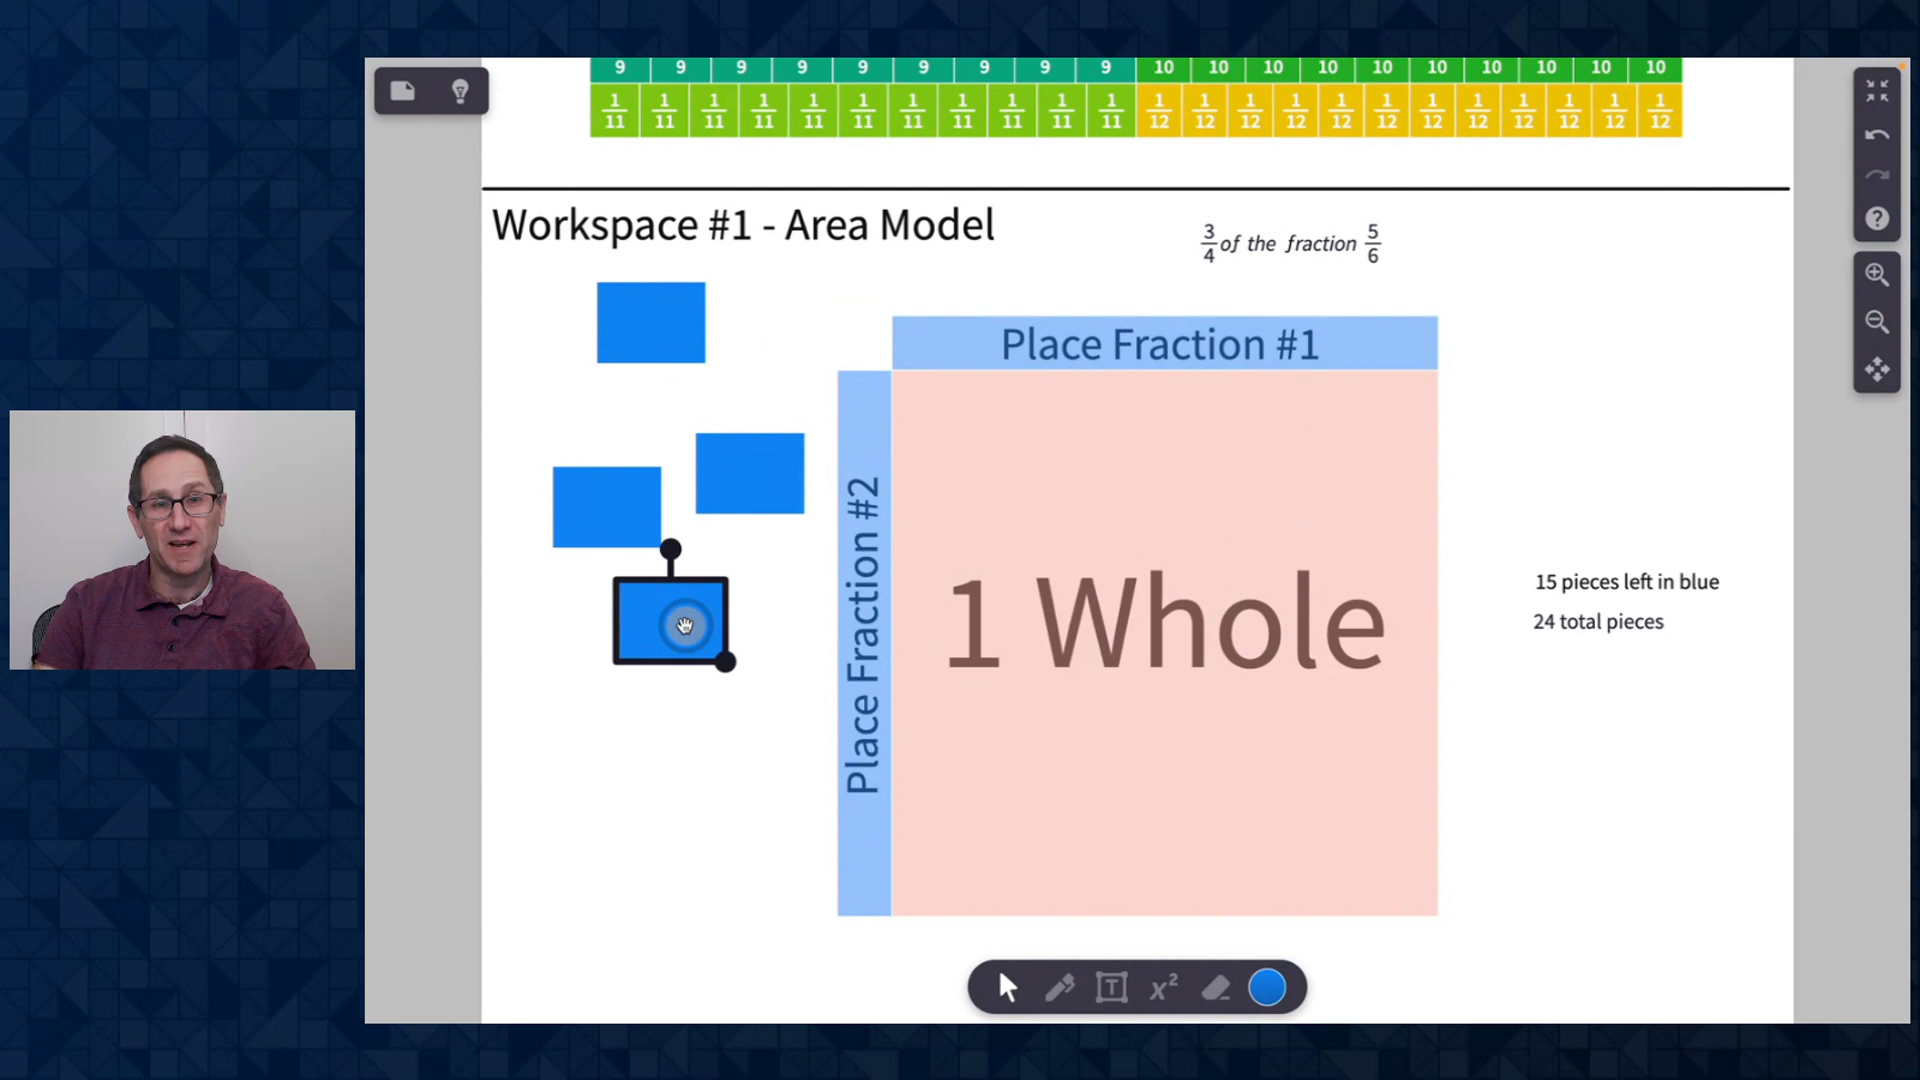 9 9 9 9 9 9 9 9 9 10 10 10 10 10 10 10 10 10 10
1/11 1/11 1/11 1/11 1/11 1/11 1/11 1/11 1/11 1/11 1/11 1/12 1/12 1/12 1/12 1/12 1/12 1/12 1/12 1/12 1/12 1/12 1/12
Workspace #1 - Area Model
3/4 of the fraction 5/6
Place Fraction #1
Place Fraction #2
1 Whole
15 pieces left in blue
24 total pieces
?
T x²